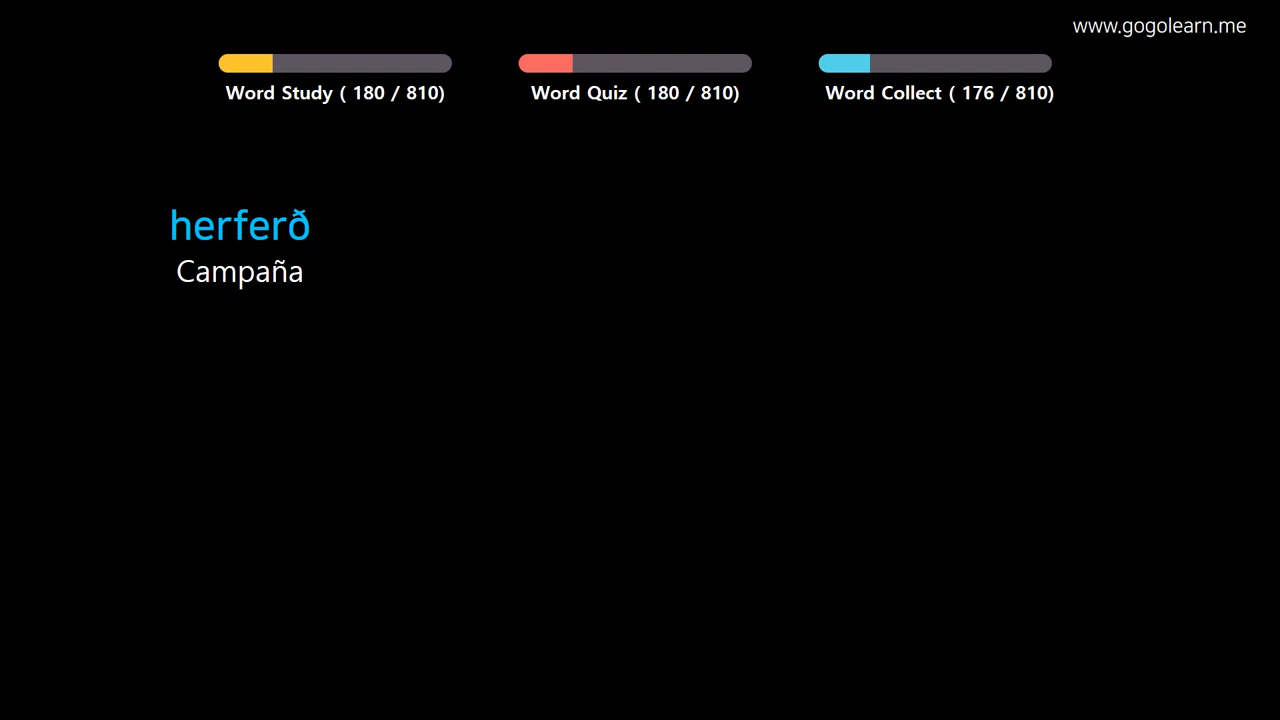 www.gogolearn.me
Word Study ( 180 / 810)
Word Quiz ( 180 / 810)
Word Collect ( 176 / 810)
herferð
Campaña